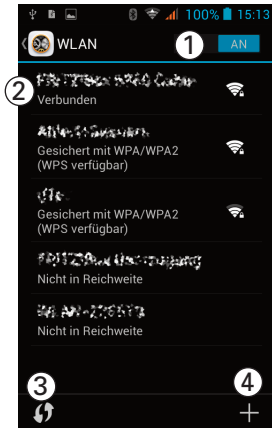 100% 15:13
WLAN
1
AN
2
Verbunden
Gesichert mit WPA/WPA2
(WPS verfügbar)
Gesichert mit WPA/WPA2
(WPS verfügbar)
Nicht in Reichweite
Nicht in Reichweite
3
4